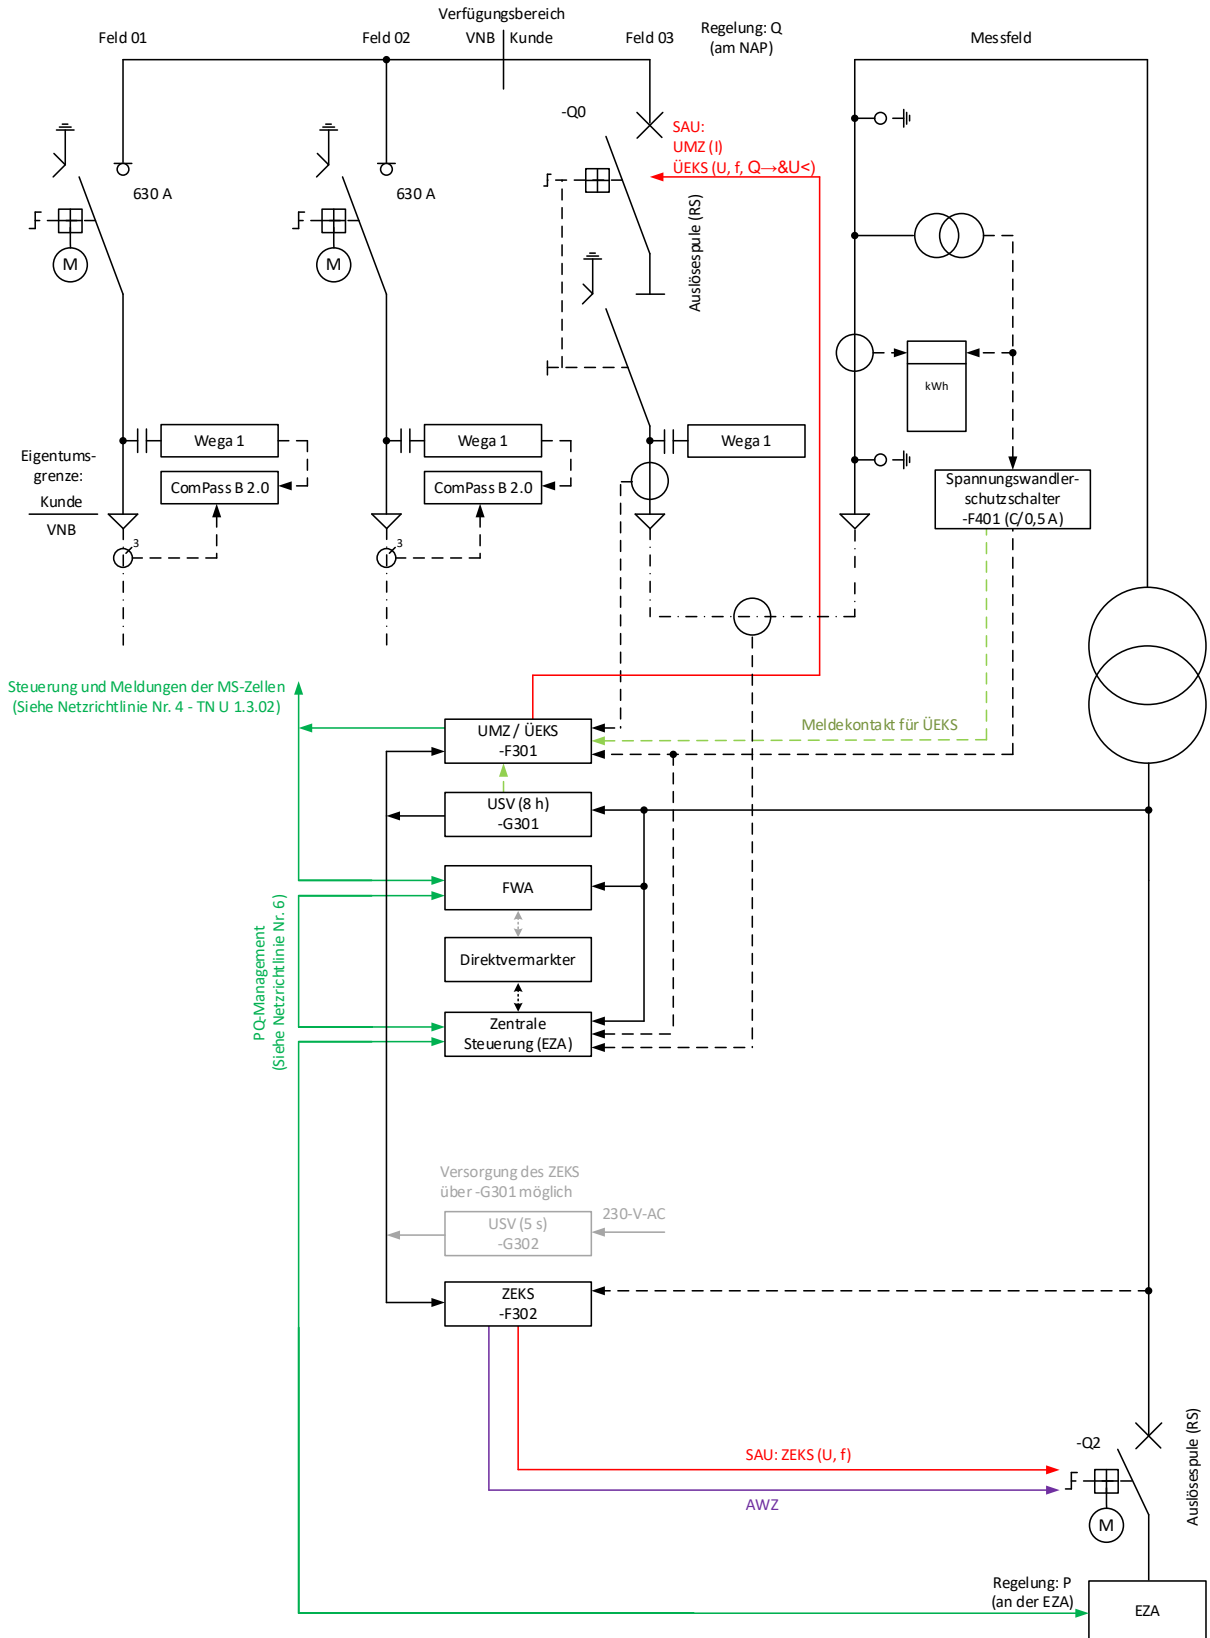 Verfügungsbereich
Feld 01
Feld 02
VNB
Kunde
Feld 03
Regelung: Q
(am NAP)
Messfeld
-Q0
SAU:
UMZ (I)
ÜEKS (U, f, Q→&U<)
630 A
630 A
Auslösespule (RS)
M
M
kWh
Wega 1
Wega 1
Wega 1
ComPass B 2.0
ComPass B 2.0
Eigentums-
grenze:
Kunde
VNB
Spannungswandler-
schutzschalter
-F401 (C/0,5 A)
3
3
Steuerung und Meldungen der MS-Zellen
(Siehe Netzrichtlinie Nr. 4 - TN U 1.3.02)
UMZ / ÜEKS
-F301
Meldekontakt für ÜEKS
USV (8 h)
-G301
FWA
PQ-Management
(Siehe Netzrichtlinie Nr. 6)
Direktvermarkter
Zentrale
Steuerung (EZA)
Versorgung des ZEKS
über -G301 möglich
USV (5 s)
-G302
230-V-AC
ZEKS
-F302
SAU: ZEKS (U, f)
AWZ
-Q2
Auslösespule (RS)
M
Regelung: P
(an der EZA)
EZA